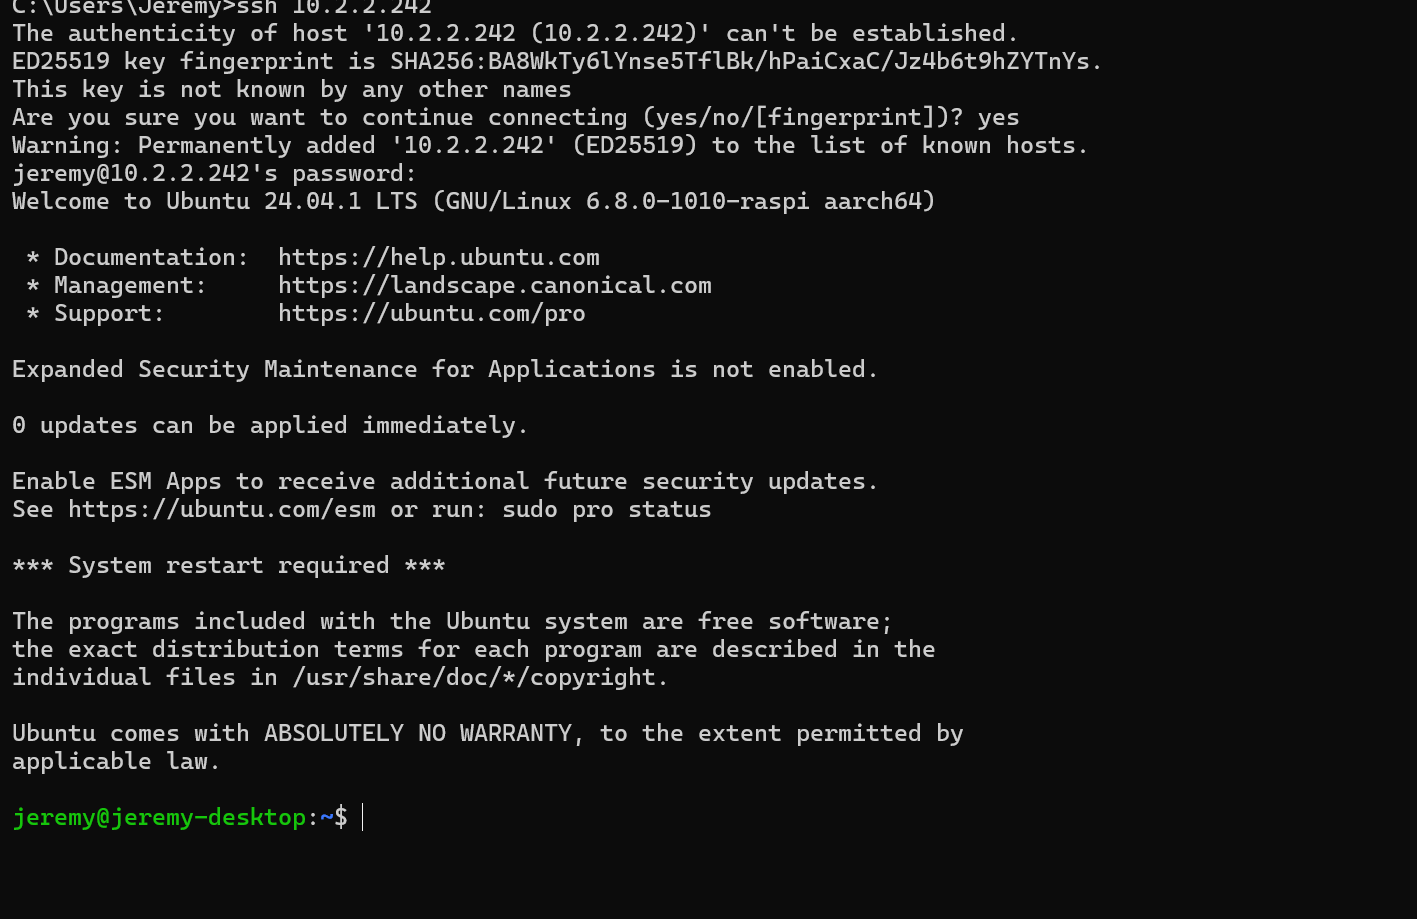 C:\Users\Jeremy>ssh 10.2.2.242
The authenticity of host '10.2.2.242 (10.2.2.242)' can't be established.
ED25519 key fingerprint is SHA256:BA8WkTy6lYnse5TflBk/hPaiCxaC/Jz4b6t9hZYTnYs.
This key is not known by any other names
Are you sure you want to continue connecting (yes/no/[fingerprint])? yes
Warning: Permanently added '10.2.2.242' (ED25519) to the list of known hosts.
jeremy@10.2.2.242's password:
Welcome to Ubuntu 24.04.1 LTS (GNU/Linux 6.8.0-1010-raspi aarch64)
 * Documentation:  https://help.ubuntu.com
 * Management:     https://landscape.canonical.com
 * Support:        https://ubuntu.com/pro
Expanded Security Maintenance for Applications is not enabled.
0 updates can be applied immediately.
Enable ESM Apps to receive additional future security updates.
See https://ubuntu.com/esm or run: sudo pro status
*** System restart required ***
The programs included with the Ubuntu system are free software;
the exact distribution terms for each program are described in the
individual files in /usr/share/doc/*/copyright.
Ubuntu comes with ABSOLUTELY NO WARRANTY, to the extent permitted by
applicable law.
jeremy@jeremy-desktop:~$